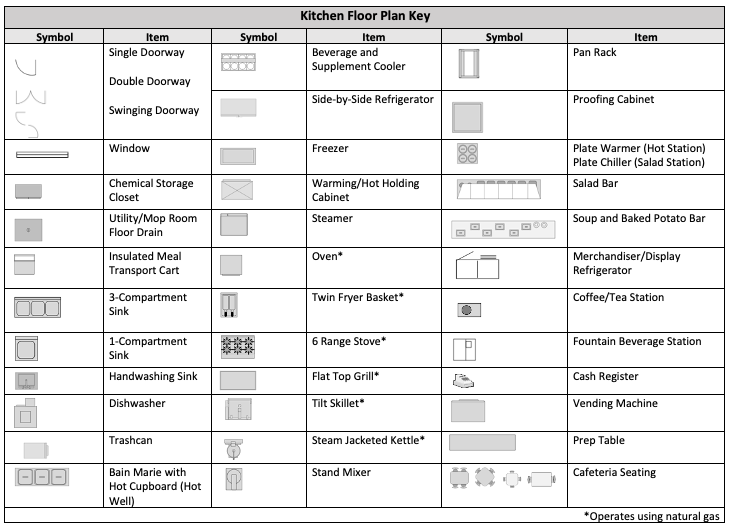 Kitchen Floor Plan Key
Symbol Item Symbol Item Symbol Item
Single Doorway
Double Doorway
Swinging Doorway
Beverage and
Supplement Cooler
Pan Rack
Side-by-Side Refrigerator
Proofing Cabinet
Window
Freezer
Plate Warmer (Hot Station)
Plate Chiller (Salad Station)
Chemical Storage
Closet
Warming/Hot Holding
Cabinet
Salad Bar
Utility/Mop Room
Floor Drain
Steamer
Soup and Baked Potato Bar
Insulated Meal
Transport Cart
Oven*
Merchandiser/Display
Refrigerator
3-Compartment
Sink
Twin Fryer Basket*
Coffee/Tea Station
1-Compartment
Sink
6 Range Stove*
Fountain Beverage Station
Handwashing Sink
Flat Top Grill*
Cash Register
Dishwasher
Tilt Skillet*
Vending Machine
Trashcan
Steam Jacketed Kettle*
Prep Table
Bain Marie with
Hot Cupboard (Hot
Well)
Stand Mixer
Cafeteria Seating
*Operates using natural gas